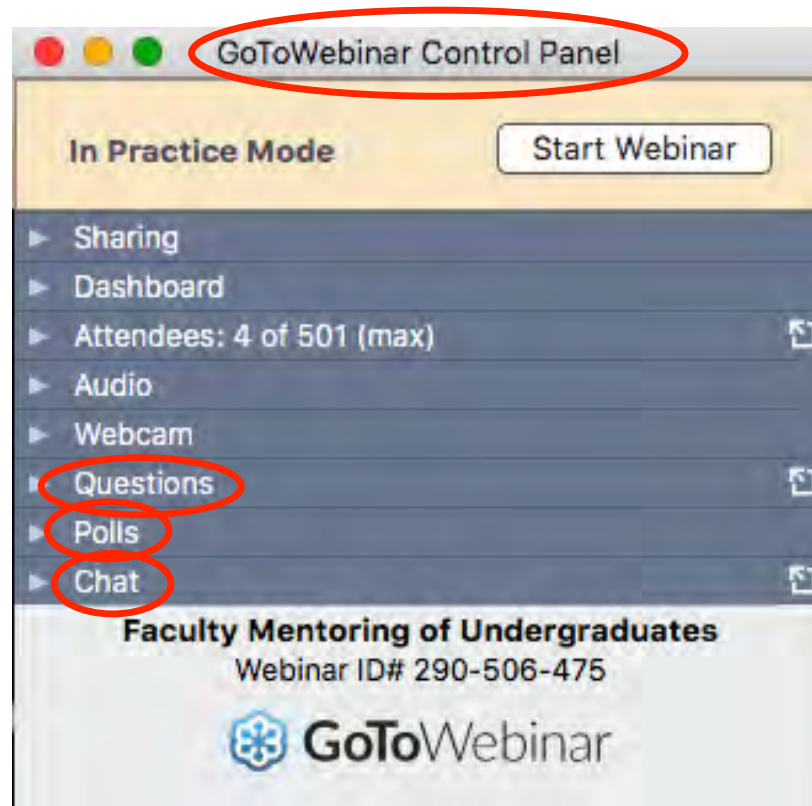 GoToWebinar Control Panel
In Practice Mode Start Webinar
Sharing
Dashboard
Attendees: 4 of 501 (max)
Audio
Webcam
Questions
Polls
Chat
Faculty Mentoring of Undergraduates
Webinar ID# 290-506-475
GoToWebinar